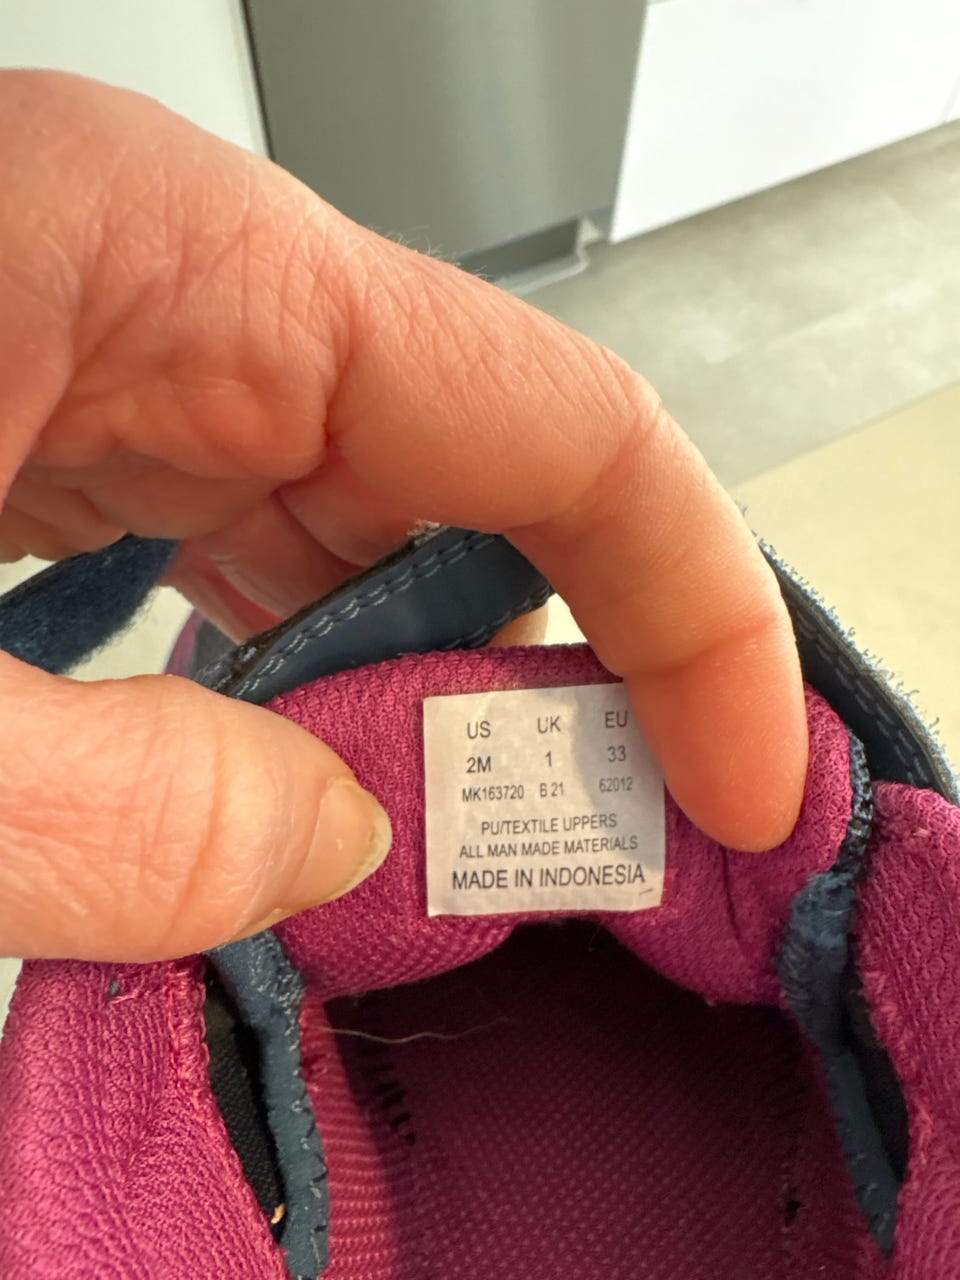 US UK EU
2M 1 33
MK163720 B 21 62012
PU/TEXTILE UPPERS
ALL MAN MADE MATERIALS
MADE IN INDONESIA